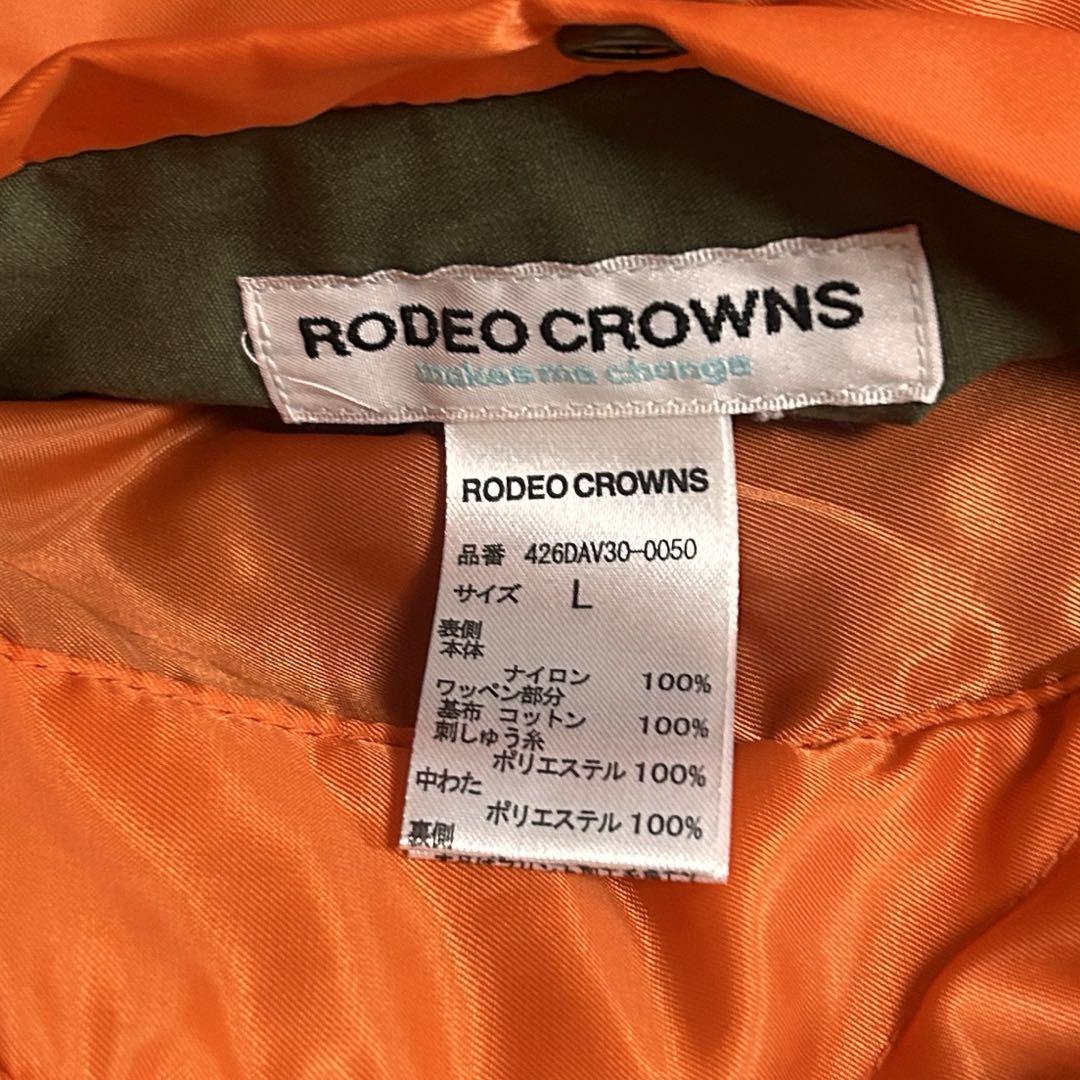 RODEO CROWNS
makes me change
RODEO CROWNS
品番 426DAV30-0050
サイズ L
表側
本体
ナイロン 100%
ワッペン部分
基布 コットン 100%
刺しゅう糸
ポリエステル 100%
中わた
ポリエステル 100%
裏側